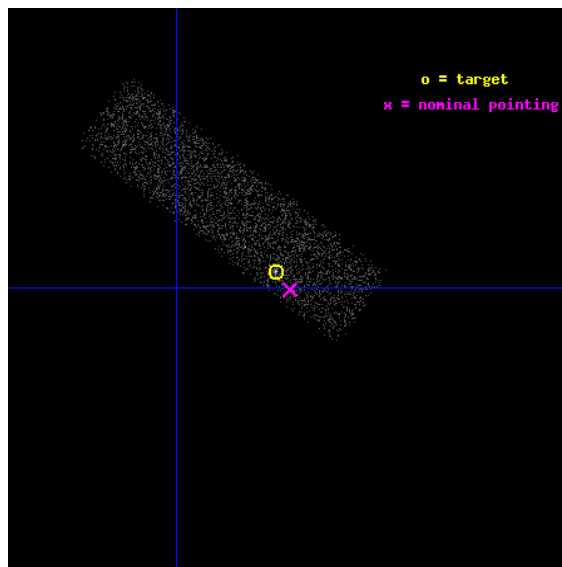 o = target
x = nominal pointing